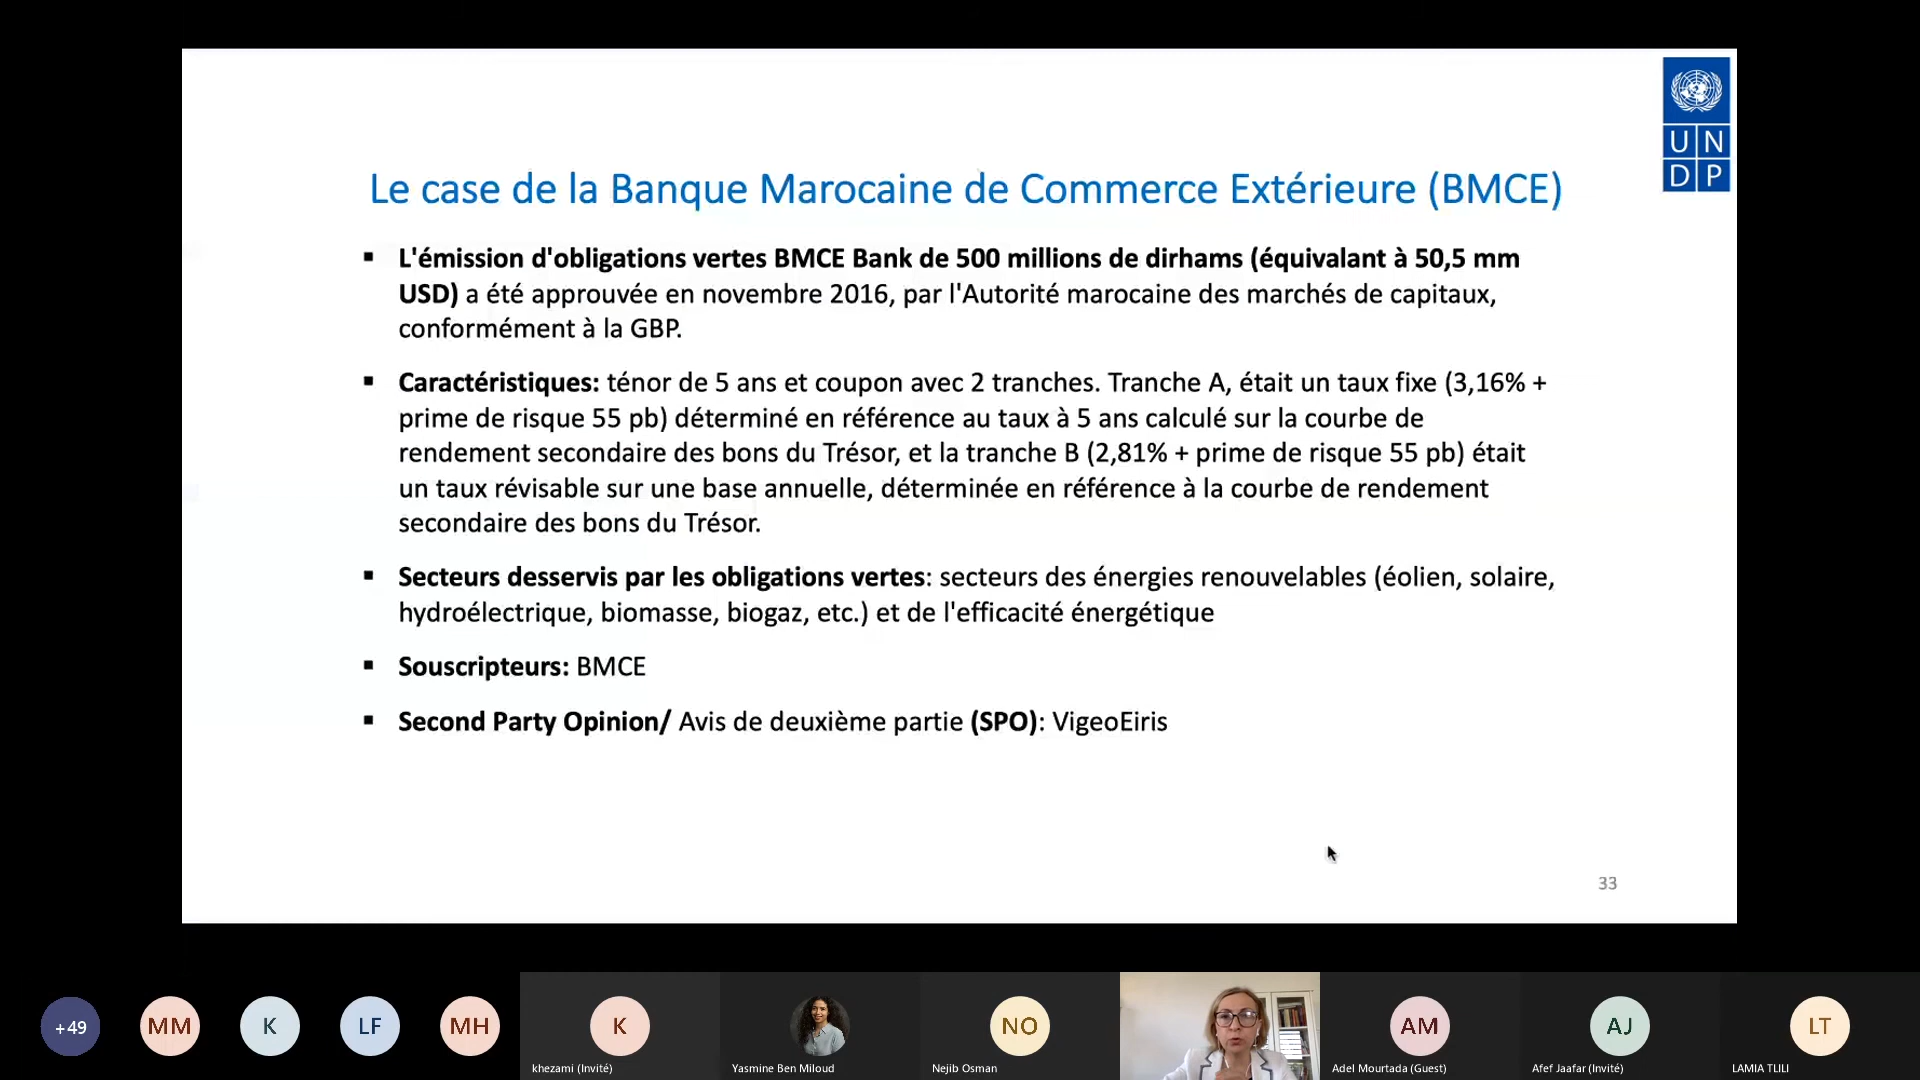 U N
D P
Le case de la Banque Marocaine de Commerce Extérieure (BMCE)
▪ L'émission d'obligations vertes BMCE Bank de 500 millions de dirhams (équivalant à 50,5 mm
USD) a été approuvée en novembre 2016, par l'Autorité marocaine des marchés de capitaux,
conformément à la GBP.
▪ Caractéristiques: ténor de 5 ans et coupon avec 2 tranches. Tranche A, était un taux fixe (3,16% +
prime de risque 55 pb) déterminé en référence au taux à 5 ans calculé sur la courbe de
rendement secondaire des bons du Trésor, et la tranche B (2,81% + prime de risque 55 pb) était
un taux révisable sur une base annuelle, déterminée en référence à la courbe de rendement
secondaire des bons du Trésor.
▪ Secteurs desservis par les obligations vertes: secteurs des énergies renouvelables (éolien, solaire,
hydroélectrique, biomasse, biogaz, etc.) et de l'efficacité énergétique
▪ Souscripteurs: BMCE
▪ Second Party Opinion/ Avis de deuxième partie (SPO): VigeoEiris
33
+49
MM
K
LF
MH
K
NO
AM
AJ
LT
khezami (Invité)
Yasmine Ben Miloud
Nejib Osman
Adel Mourtada (Guest)
Afef Jaafar (Invité)
LAMIA TLILI